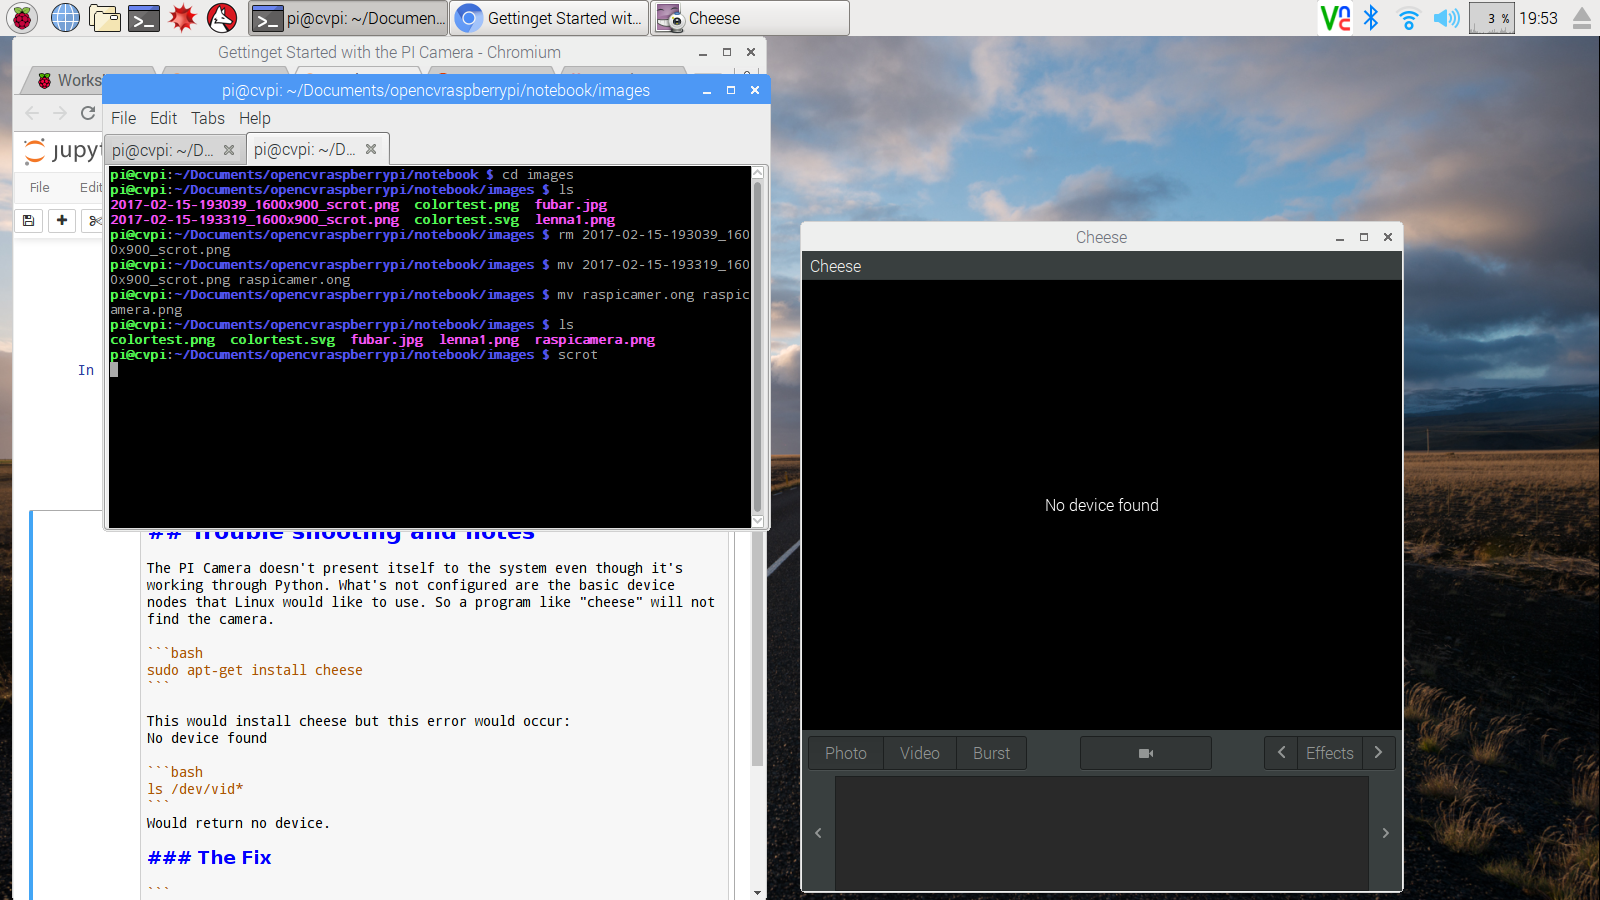 pi@cvpi: ~/Documen...
Gettinget Started wit...
Cheese
3 %
19:53
Gettinget Started with the PI Camera - Chromium
Works
pi@cvpi: ~/Documents/opencvraspberrypi/notebook/images
File Edit Tabs Help
pi@cvpi: ~/D...
pi@cvpi: ~/D...
jupyt
File Edit
pi@cvpi:~/Documents/opencvraspberrypi/notebook $ cd images
pi@cvpi:~/Documents/opencvraspberrypi/notebook/images $ ls
2017-02-15-193039_1600x900_scrot.png colortest.png fubar.jpg
2017-02-15-193319_1600x900_scrot.png colortest.svg lenna1.png
pi@cvpi:~/Documents/opencvraspberrypi/notebook/images $ rm 2017-02-15-193039_160
0x900_scrot.png
pi@cvpi:~/Documents/opencvraspberrypi/notebook/images $ mv 2017-02-15-193319_160
0x900_scrot.png raspicamer.ong
pi@cvpi:~/Documents/opencvraspberrypi/notebook/images $ mv raspicamer.ong raspic
amera.png
pi@cvpi:~/Documents/opencvraspberrypi/notebook/images $ ls
colortest.png colortest.svg fubar.jpg lenna1.png raspicamera.png
pi@cvpi:~/Documents/opencvraspberrypi/notebook/images $ scrot
In
## Trouble shooting and notes
The PI Camera doesn't present itself to the system even though it's
working through Python. What's not configured are the basic device
nodes that Linux would like to use. So a program like "cheese" will not
find the camera.
```bash
sudo apt-get install cheese
```
This would install cheese but this error would occur:
No device found
```bash
ls /dev/vid*
```
Would return no device.
### The Fix
```
Cheese
Cheese
No device found
Photo Video Burst
Effects